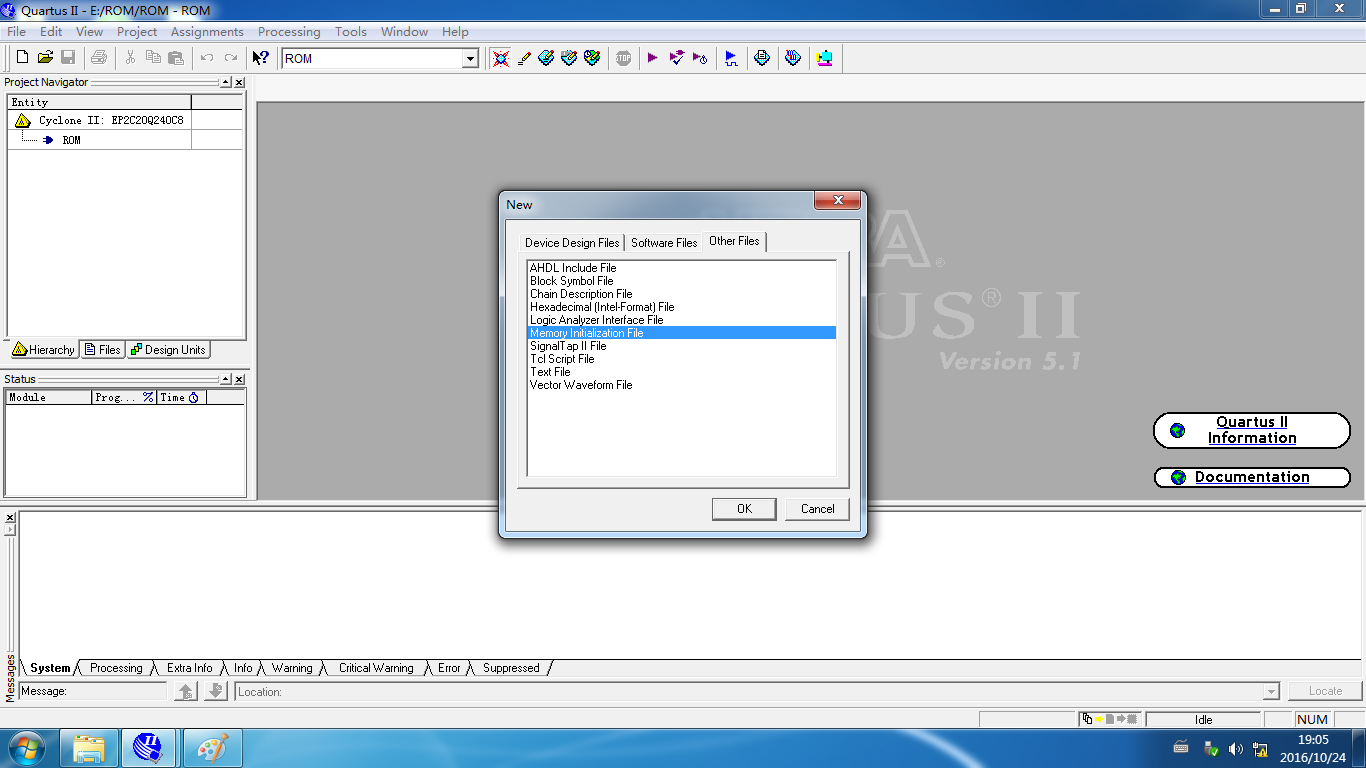 Quartus II - E:/ROM/ROM - ROM
File Edit View Project Assignments Processing Tools Window Help
ROM
STOP
Project Navigator
Entity
Cyclone II: EP2C20Q240C8
ROM
Hierarchy Files Design Units
Status
Module Prog... % Time
New
Device Design Files Software Files Other Files
AHDL Include File
Block Symbol File
Chain Description File
Hexadecimal (Intel-Format) File
Logic Analyzer Interface File
Memory Initialization File
SignalTap II File
Tcl Script File
Text File
Vector Waveform File
OK Cancel
US® II
Version 5.1
Quartus II
Information
Documentation
Messages
System Processing Extra Info Info Warning Critical Warning Error Suppressed
Message: Location: Locate
Idle NUM
19:05
2016/10/24